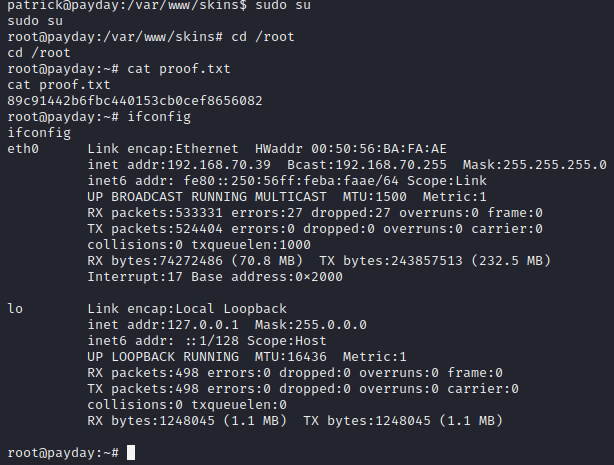 patrick@payday:/var/www/skins$ sudo su
sudo su
root@payday:/var/www/skins# cd /root
cd /root
root@payday:~# cat proof.txt
cat proof.txt
89c91442b6fbc440153cb0cef8656082
root@payday:~# ifconfig
ifconfig
eth0      Link encap:Ethernet  HWaddr 00:50:56:BA:FA:AE
          inet addr:192.168.70.39  Bcast:192.168.70.255  Mask:255.255.255.0
          inet6 addr: fe80::250:56ff:feba:faae/64 Scope:Link
          UP BROADCAST RUNNING MULTICAST  MTU:1500  Metric:1
          RX packets:533331 errors:27 dropped:27 overruns:0 frame:0
          TX packets:524404 errors:0 dropped:0 overruns:0 carrier:0
          collisions:0 txqueuelen:1000
          RX bytes:74272486 (70.8 MB)  TX bytes:243857513 (232.5 MB)
          Interrupt:17 Base address:0×2000
lo        Link encap:Local Loopback
          inet addr:127.0.0.1  Mask:255.0.0.0
          inet6 addr: ::1/128 Scope:Host
          UP LOOPBACK RUNNING  MTU:16436  Metric:1
          RX packets:498 errors:0 dropped:0 overruns:0 frame:0
          TX packets:498 errors:0 dropped:0 overruns:0 carrier:0
          collisions:0 txqueuelen:0
          RX bytes:1248045 (1.1 MB)  TX bytes:1248045 (1.1 MB)
root@payday:~#